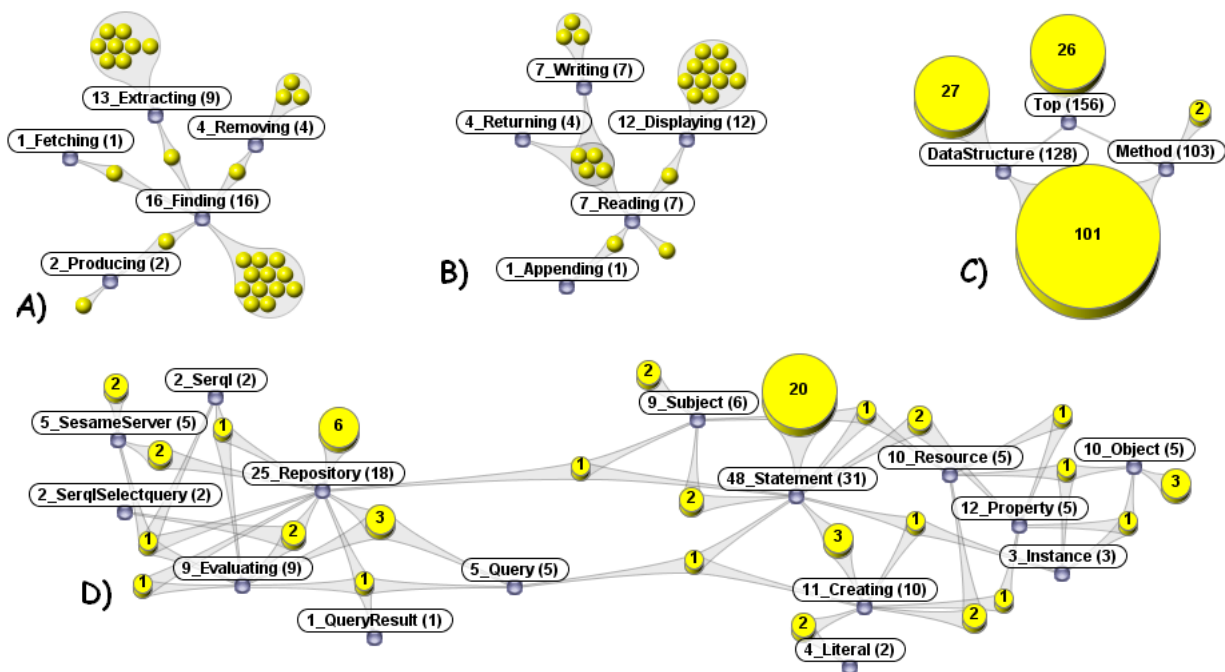 13_Extracting (9)
4_Removing (4)
1_Fetching (1)
16_Finding (16)
2_Producing (2)
A)
7_Writing (7)
4_Returning (4)
12_Displaying (12)
7_Reading (7)
1_Appending (1)
B)
26
27
Top (156)
2
DataStructure (128)
Method (103)
101
C)
2_Serql (2)
2
5_SesameServer (5)
1
6
2
25_Repository (18)
2_SerqlSelectquery (2)
3
2
1
9_Evaluating (9)
1
1
5_Query (5)
1_QueryResult (1)
D)
2
20
9_Subject (6)
1
2
1
10_Resource (5)
10_Object (5)
1
48_Statement (31)
1
3
2
12_Property (5)
1
1
3
3_Instance (3)
1
11_Creating (10)
1
2
2
4_Literal (2)